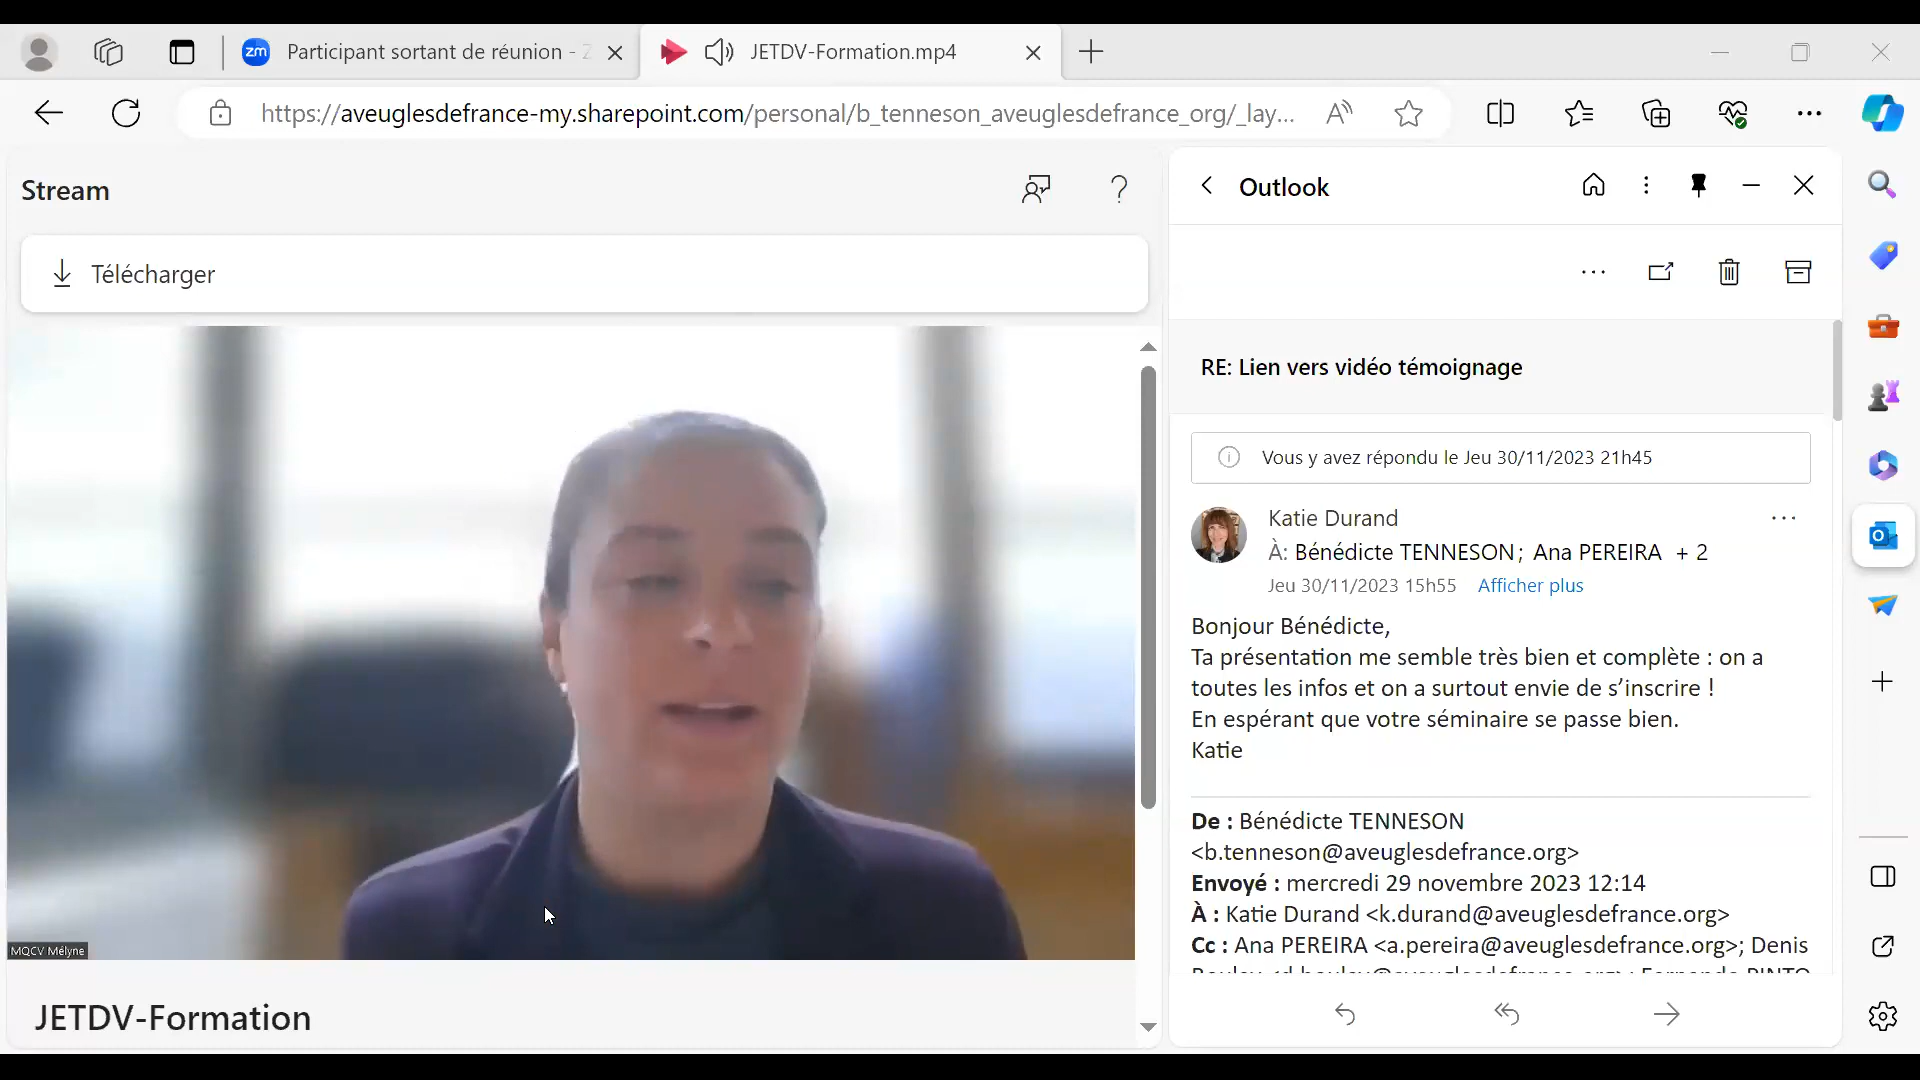 Participant sortant de réunion - Z
JETDV-Formation.mp4
https://aveuglesdefrance-my.sharepoint.com/personal/b_tenneson_aveuglesdefrance_org/_lay...
Stream
Télécharger
MQCV Mélyne
JETDV-Formation
Outlook
RE: Lien vers vidéo témoignage
Vous y avez répondu le Jeu 30/11/2023 21h45
Katie Durand
À: Bénédicte TENNESON; Ana PEREIRA + 2
Jeu 30/11/2023 15h55 Afficher plus
Bonjour Bénédicte,
Ta présentation me semble très bien et complète : on a
toutes les infos et on a surtout envie de s’inscrire !
En espérant que votre séminaire se passe bien.
Katie
De : Bénédicte TENNESON
<b.tenneson@aveuglesdefrance.org>
Envoyé : mercredi 29 novembre 2023 12:14
À : Katie Durand <k.durand@aveuglesdefrance.org>
Cc : Ana PEREIRA <a.pereira@aveuglesdefrance.org>; Denis